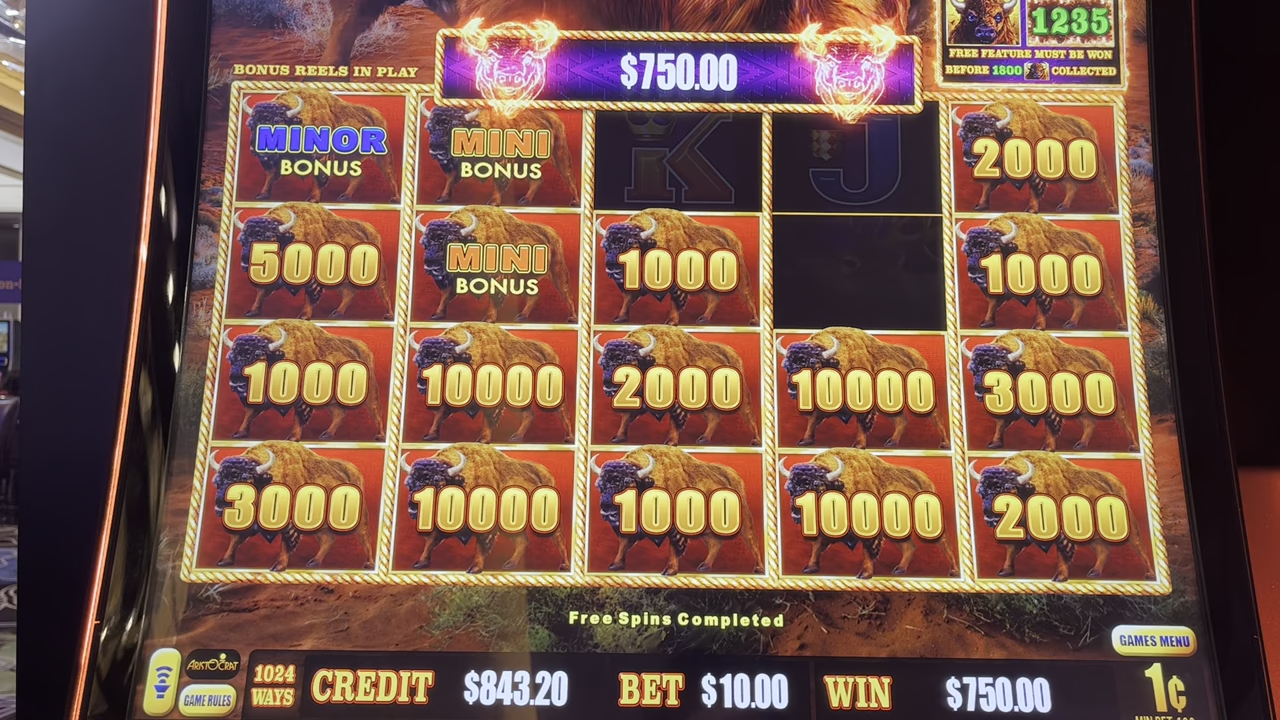 1235
FREE FEATURE MUST BE WON
BEFORE 1800 COLLECTED
BONUS REELS IN PLAY
$750.00
MINOR BONUS
MINI BONUS
K
J
2000
5000
MINI BONUS
1000
1000
1000
10000
2000
10000
3000
3000
10000
1000
10000
2000
Free Spins Completed
GAMES MENU
ARISTOCRAT
GAME RULES
1024 WAYS
CREDIT $843.20
BET $10.00
WIN $750.00
1¢